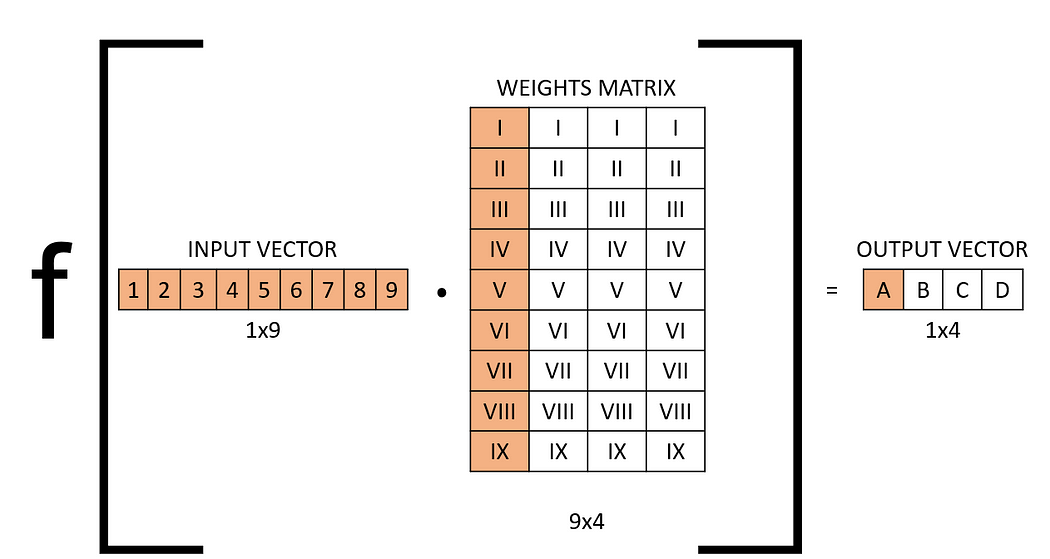 f
WEIGHTS MATRIX
I I I I
II II II II
III III III III
INPUT VECTOR
IV IV IV IV
OUTPUT VECTOR
1 2 3 4 5 6 7 8 9 • V V V V = A B C D
1x9
VI VI VI VI
1x4
VII VII VII VII
VIII VIII VIII VIII
IX IX IX IX
9x4